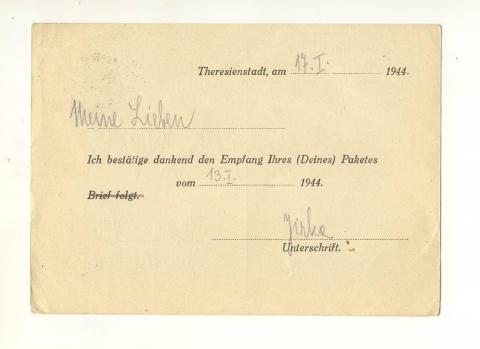 Theresienstadt, am 17. I. 1944.
Meine Lieben
Ich bestätige dankend den Empfang Ihres (Deines) Paketes
vom 13. I. 1944.
Brief folgt.
Jirka
Unterschrift.